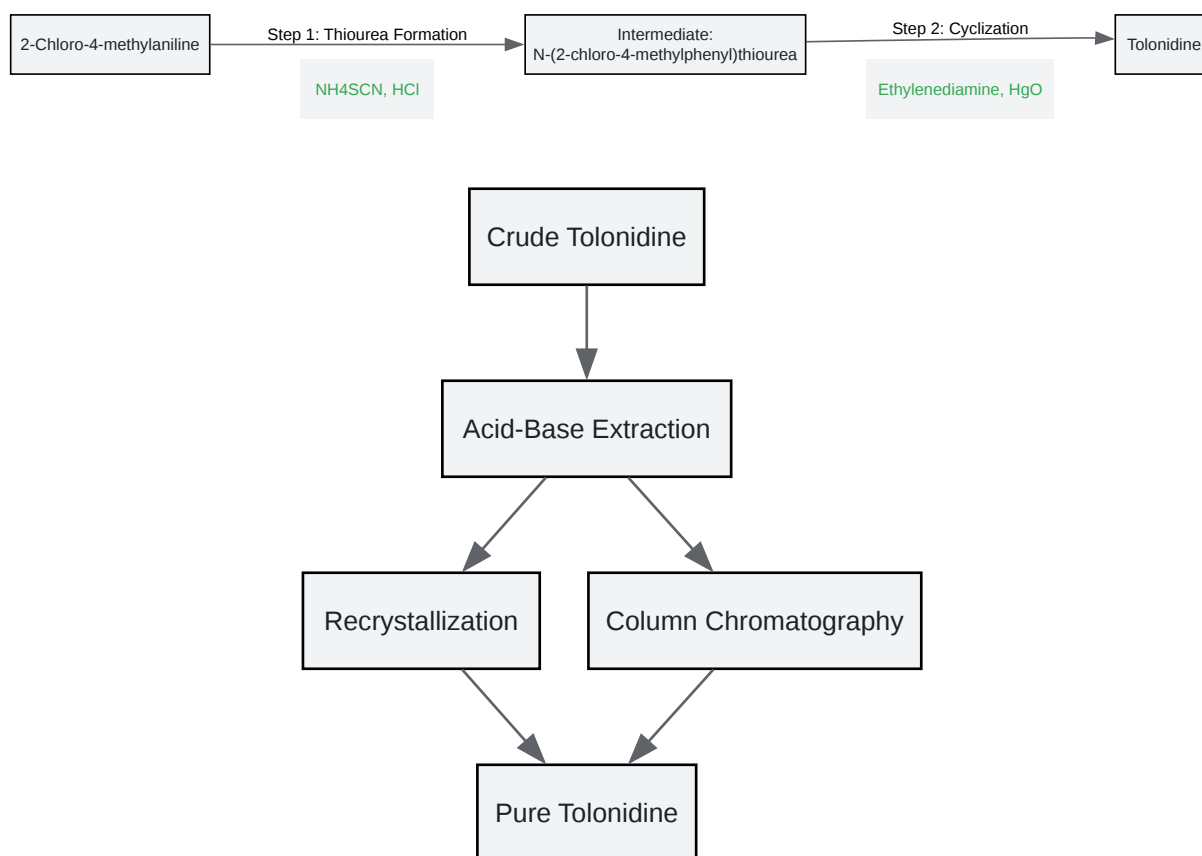 2-Chloro-4-methylaniline
Step 1: Thiourea Formation
NH4SCN, HCl
Intermediate:
N-(2-chloro-4-methylphenyl)thiourea
Step 2: Cyclization
Ethylenediamine, HgO
Tolonidine
Crude Tolonidine
Acid-Base Extraction
Recrystallization
Column Chromatography
Pure Tolonidine